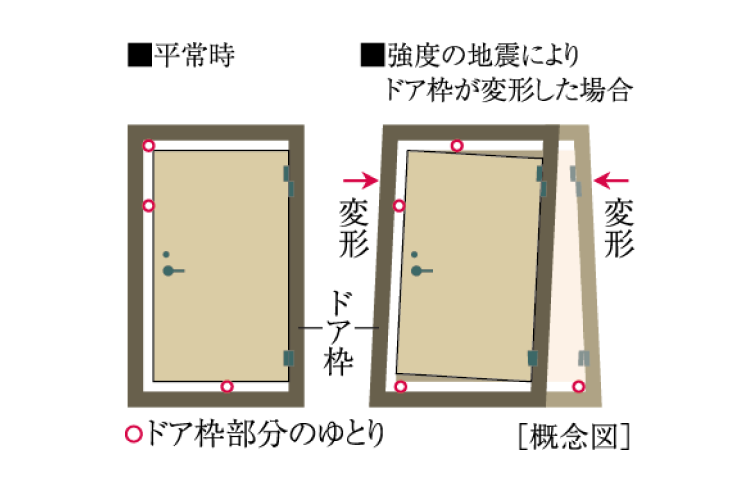 ■平常時
■強度の地震により
ドア枠が変形した場合
変形
変形
ドア枠
○ドア枠部分のゆとり
［概念図］